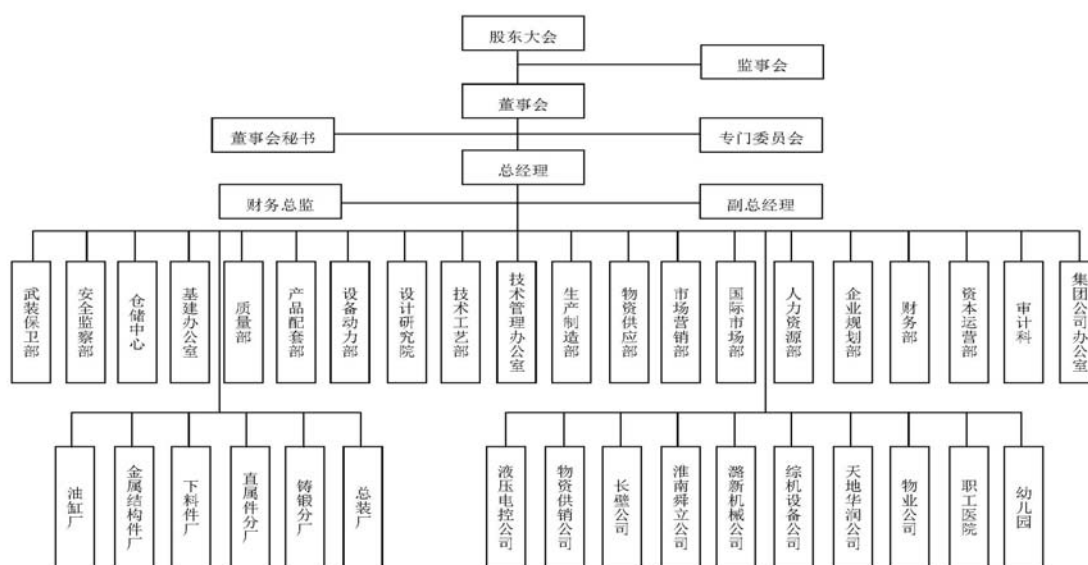 股东大会
监事会
董事会
董事会秘书
专门委员会
总经理
财务总监
副总经理
武装保卫部
安全监察部
仓储中心
基建办公室
质量部
产品配套部
设备动力部
设计研究院
技术工艺部
技术管理办公室
生产制造部
物资供应部
市场营销部
国际市场部
人力资源部
企业规划部
财务部
资本运营部
审计科
集团公司办公室
油缸厂
金属结构件厂
下料件厂
直属件分厂
铸锻分厂
总装厂
液压电控公司
物资供销公司
长壁公司
淮南舜立公司
潞新机械公司
综机设备公司
天地华润公司
物业公司
职工医院
幼儿园